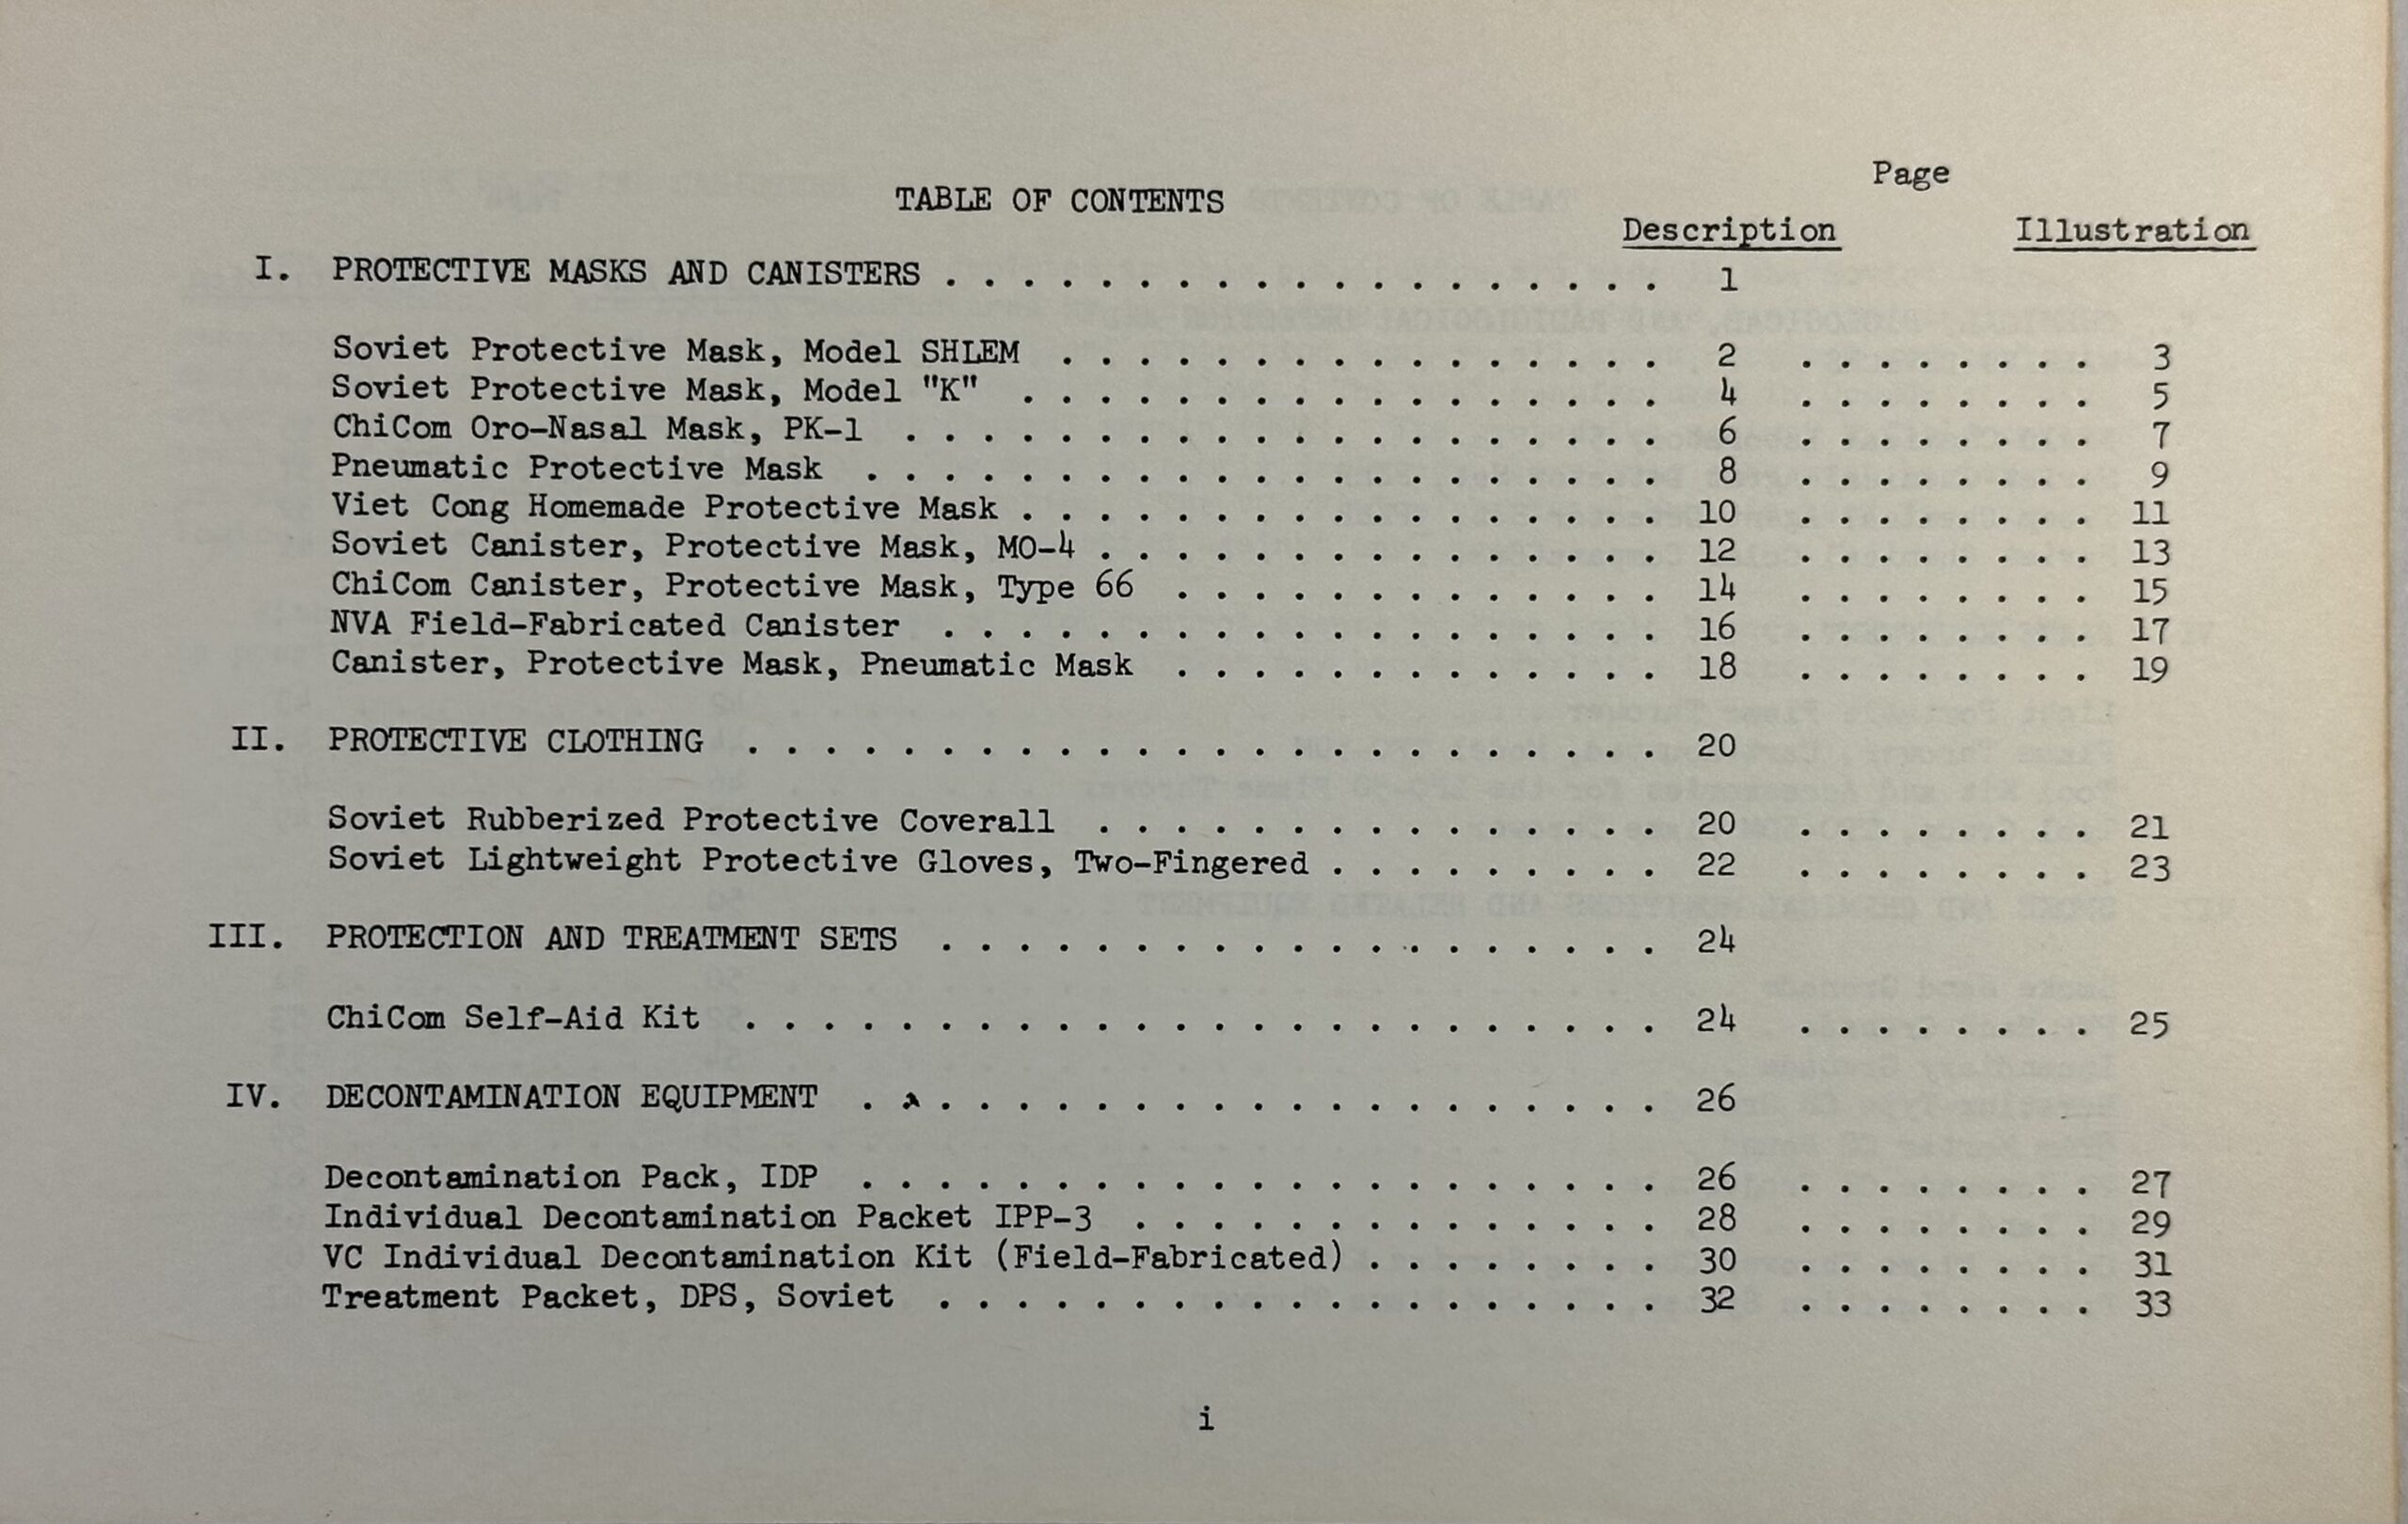 Page
TABLE OF CONTENTS
Description Illustration
I. PROTECTIVE MASKS AND CANISTERS . . . . . . . . . . . . . . . . . . . 1
Soviet Protective Mask, Model SHLEM . . . . . . . . . . . . . . . . 2 . . . . . . . . 3
Soviet Protective Mask, Model "K" . . . . . . . . . . . . . . . . . 4 . . . . . . . . 5
ChiCom Oro-Nasal Mask, PK-1 . . . . . . . . . . . . . . . . . . . . 6 . . . . . . . . 7
Pneumatic Protective Mask . . . . . . . . . . . . . . . . . . . . . 8 . . . . . . . . 9
Viet Cong Homemade Protective Mask . . . . . . . . . . . . . . . . . 10 . . . . . . . . 11
Soviet Canister, Protective Mask, MO-4 . . . . . . . . . . . . . . . 12 . . . . . . . . 13
ChiCom Canister, Protective Mask, Type 66 . . . . . . . . . . . . . 14 . . . . . . . . 15
NVA Field-Fabricated Canister . . . . . . . . . . . . . . . . . . . 16 . . . . . . . . 17
Canister, Protective Mask, Pneumatic Mask . . . . . . . . . . . . . 18 . . . . . . . . 19
II. PROTECTIVE CLOTHING . . . . . . . . . . . . . . . . . . . . . . . . 20
Soviet Rubberized Protective Coverall . . . . . . . . . . . . . . . 20 . . . . . . . . 21
Soviet Lightweight Protective Gloves, Two-Fingered . . . . . . . . . 22 . . . . . . . . 23
III. PROTECTION AND TREATMENT SETS . . . . . . . . . . . . . . . . . . . 24
ChiCom Self-Aid Kit . . . . . . . . . . . . . . . . . . . . . . . . 24 . . . . . . . . 25
IV. DECONTAMINATION EQUIPMENT . . . . . . . . . . . . . . . . . . . . . 26
Decontamination Pack, IDP . . . . . . . . . . . . . . . . . . . . . 26 . . . . . . . . 27
Individual Decontamination Packet IPP-3 . . . . . . . . . . . . . . 28 . . . . . . . . 29
VC Individual Decontamination Kit (Field-Fabricated) . . . . . . . . 30 . . . . . . . . 31
Treatment Packet, DPS, Soviet . . . . . . . . . . . . . . . . . . . 32 . . . . . . . . 33
i